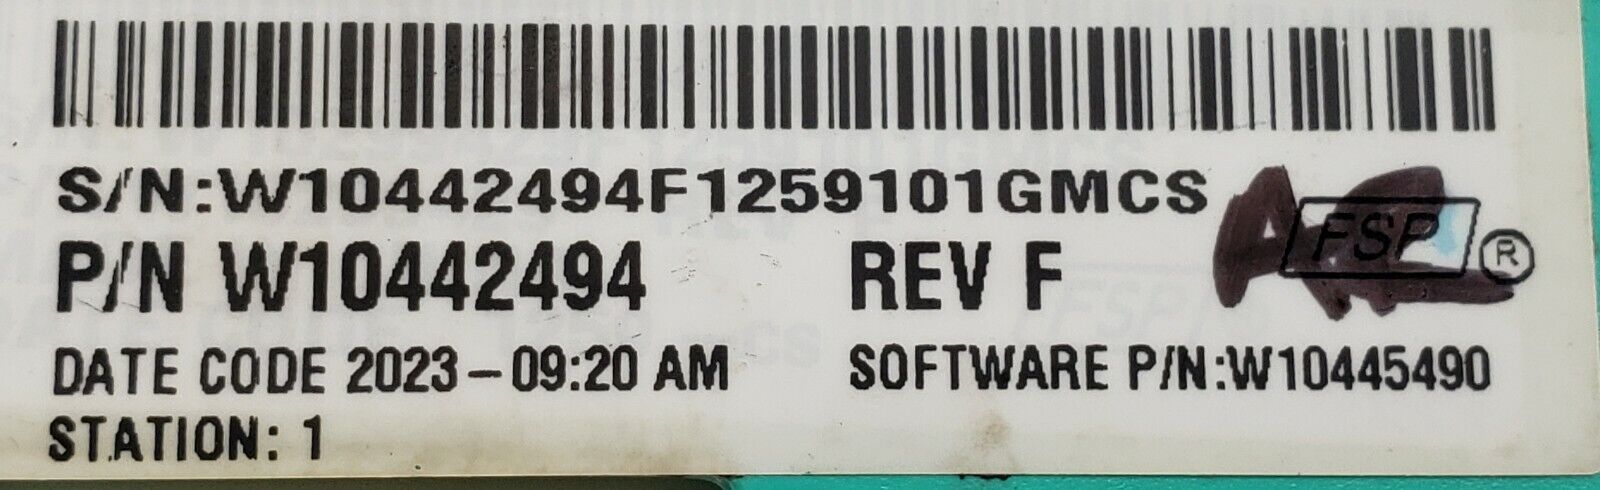 S/N:W10442494F1259101GMCS
FSP ®
P/N W10442494 REV F
DATE CODE 2023-09:20 AM SOFTWARE P/N:W10445490
STATION: 1